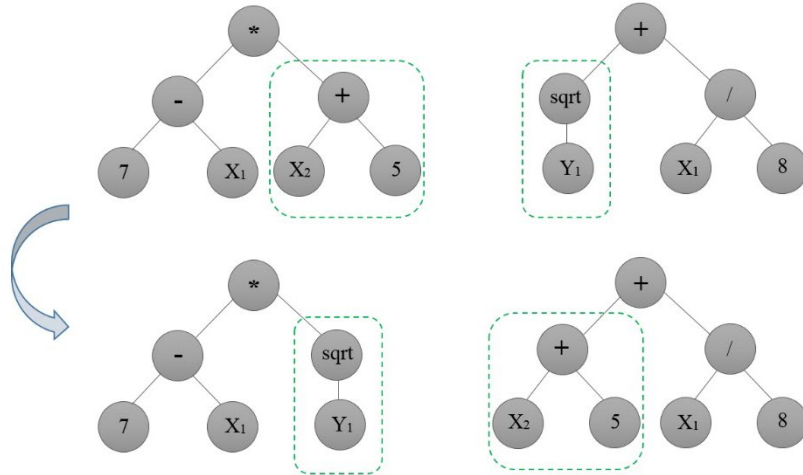 * +
- + sqrt /
7 X₁ X₂ 5 Y₁ X₁ 8
* +
- sqrt + /
7 X₁ Y₁ X₂ 5 X₁ 8